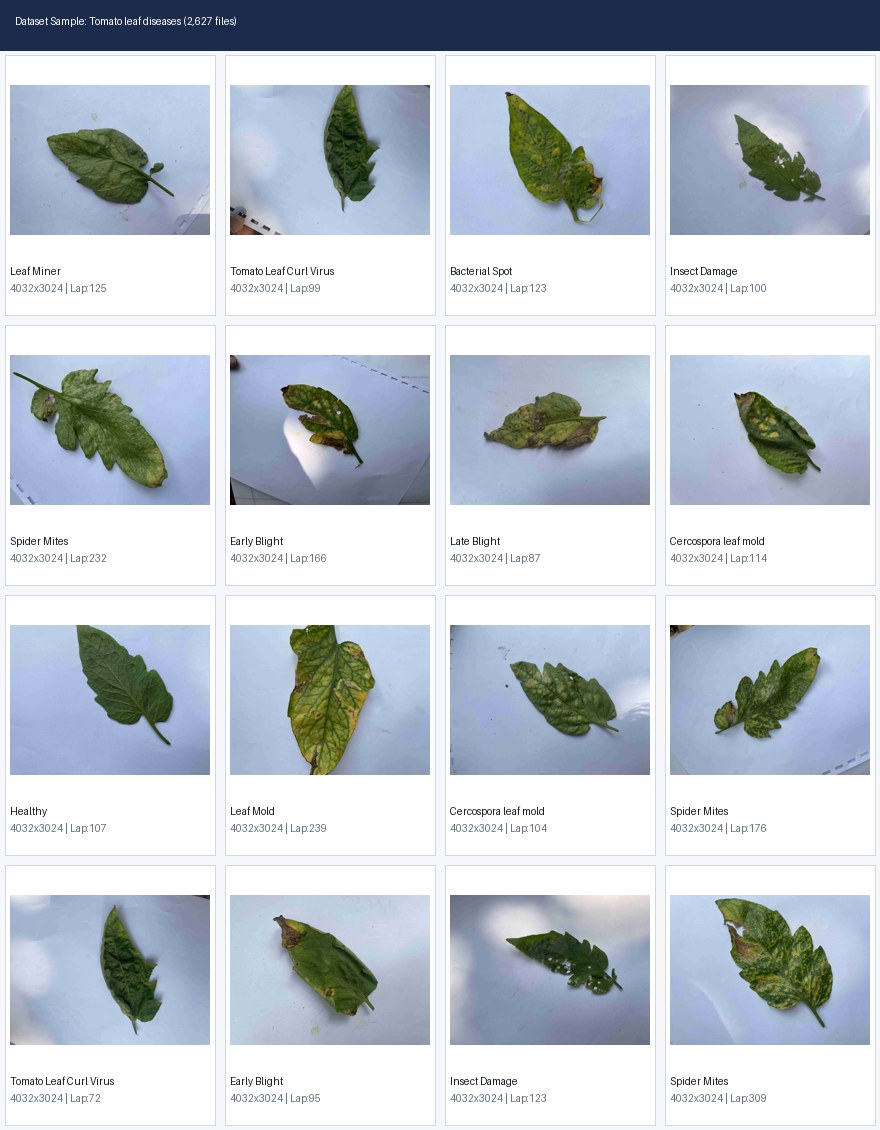 Dataset Sample: Tomato leaf diseases (2,627 files)
Leaf Miner
4032x3024 | Lap:125
Tomato Leaf Curl Virus
4032x3024 | Lap:99
Bacterial Spot
4032x3024 | Lap:123
Insect Damage
4032x3024 | Lap:100
Spider Mites
4032x3024 | Lap:232
Early Blight
4032x3024 | Lap:166
Late Blight
4032x3024 | Lap:87
Cercospora leaf mold
4032x3024 | Lap:114
Healthy
4032x3024 | Lap:107
Leaf Mold
4032x3024 | Lap:239
Cercospora leaf mold
4032x3024 | Lap:104
Spider Mites
4032x3024 | Lap:176
Tomato Leaf Curl Virus
4032x3024 | Lap:72
Early Blight
4032x3024 | Lap:95
Insect Damage
4032x3024 | Lap:123
Spider Mites
4032x3024 | Lap:309